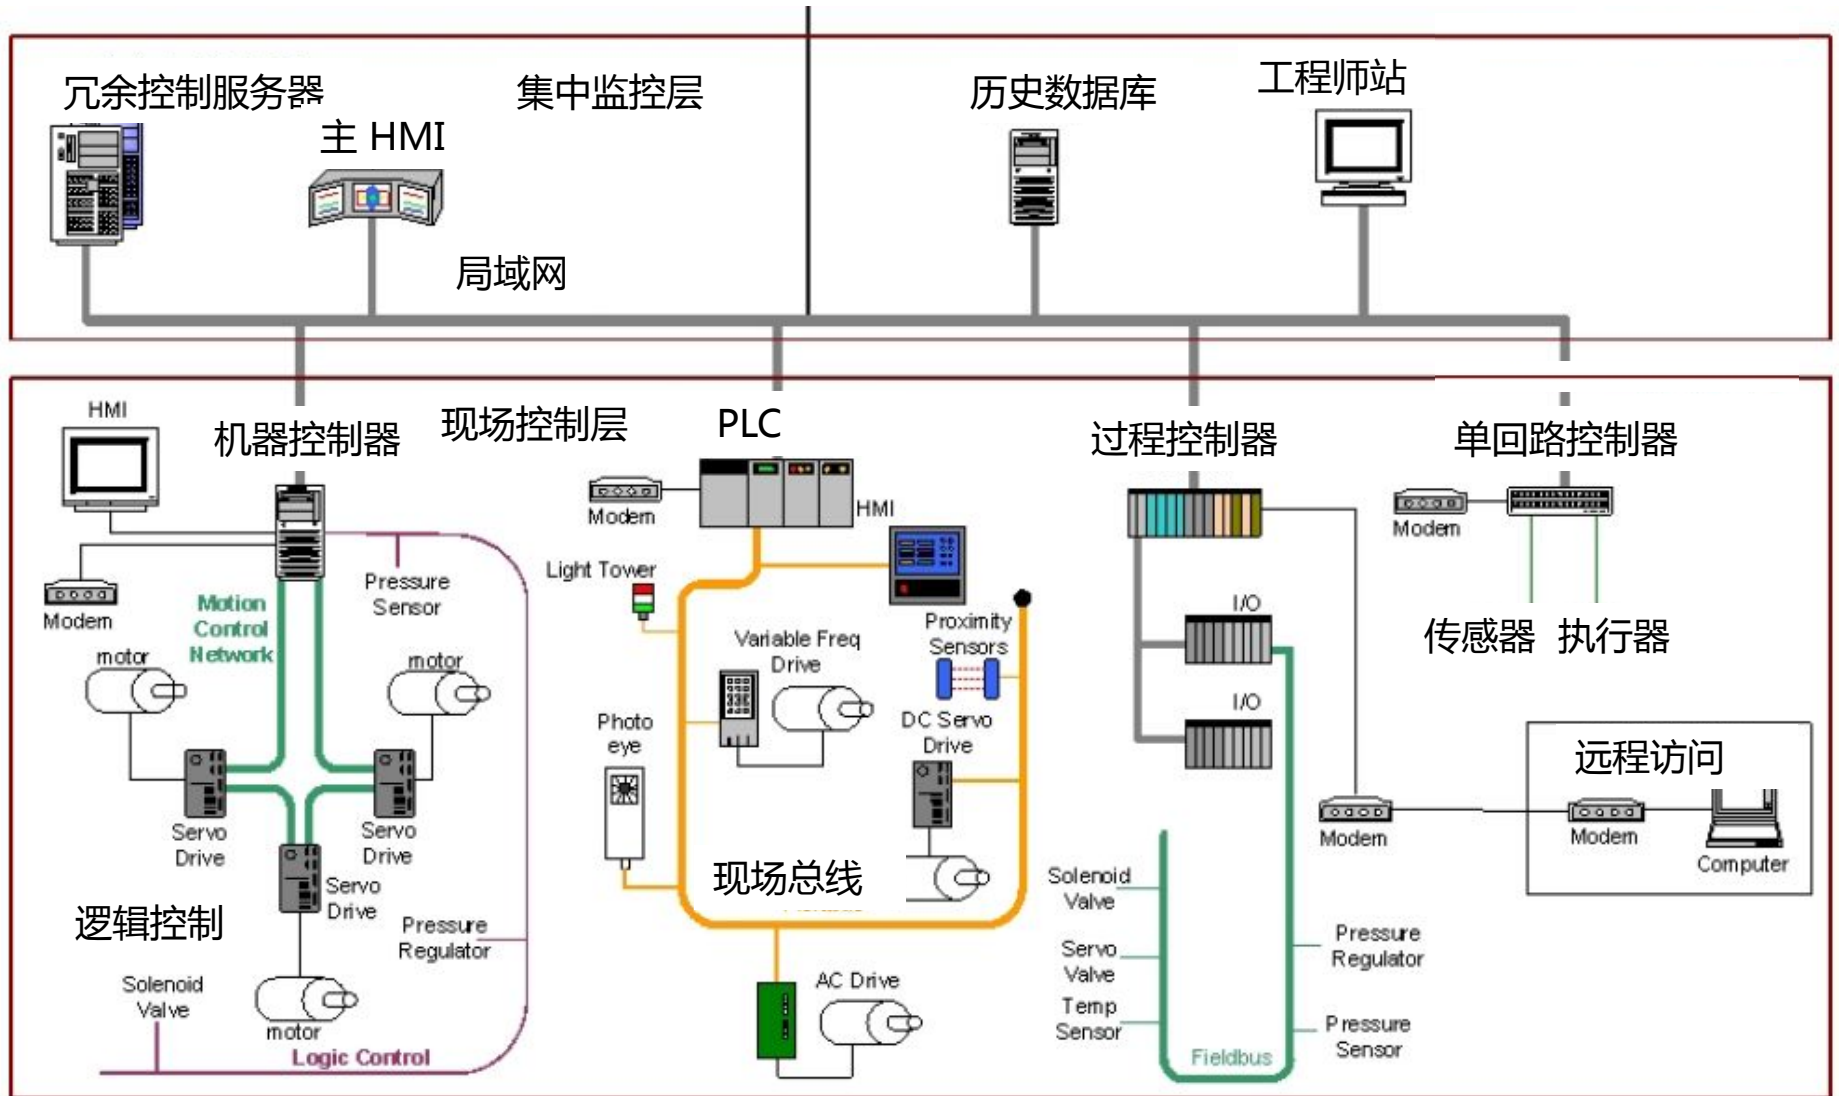 冗余控制服务器
集中监控层
历史数据库
工程师站
主 HMI
局域网
HMI
机器控制器
现场控制层
PLC
过程控制器
单回路控制器
Modem
HMI
Modem
Pressure
Sensor
Light Tower
Modem
Motion
Control
Network
motor
motor
Variable Freq
Drive
Proximity
Sensors
I/O
传感器
执行器
Photo
eye
DC Servo
Drive
I/O
远程访问
Servo
Drive
Servo
Drive
Modem
Modem
Computer
Servo
Drive
现场总线
逻辑控制
Pressure
Regulator
Solenoid
Valve
Servo
Valve
Temp
Sensor
Pressure
Regulator
Pressure
Sensor
Solenoid
Valve
motor
AC Drive
Logic Control
Fieldbus